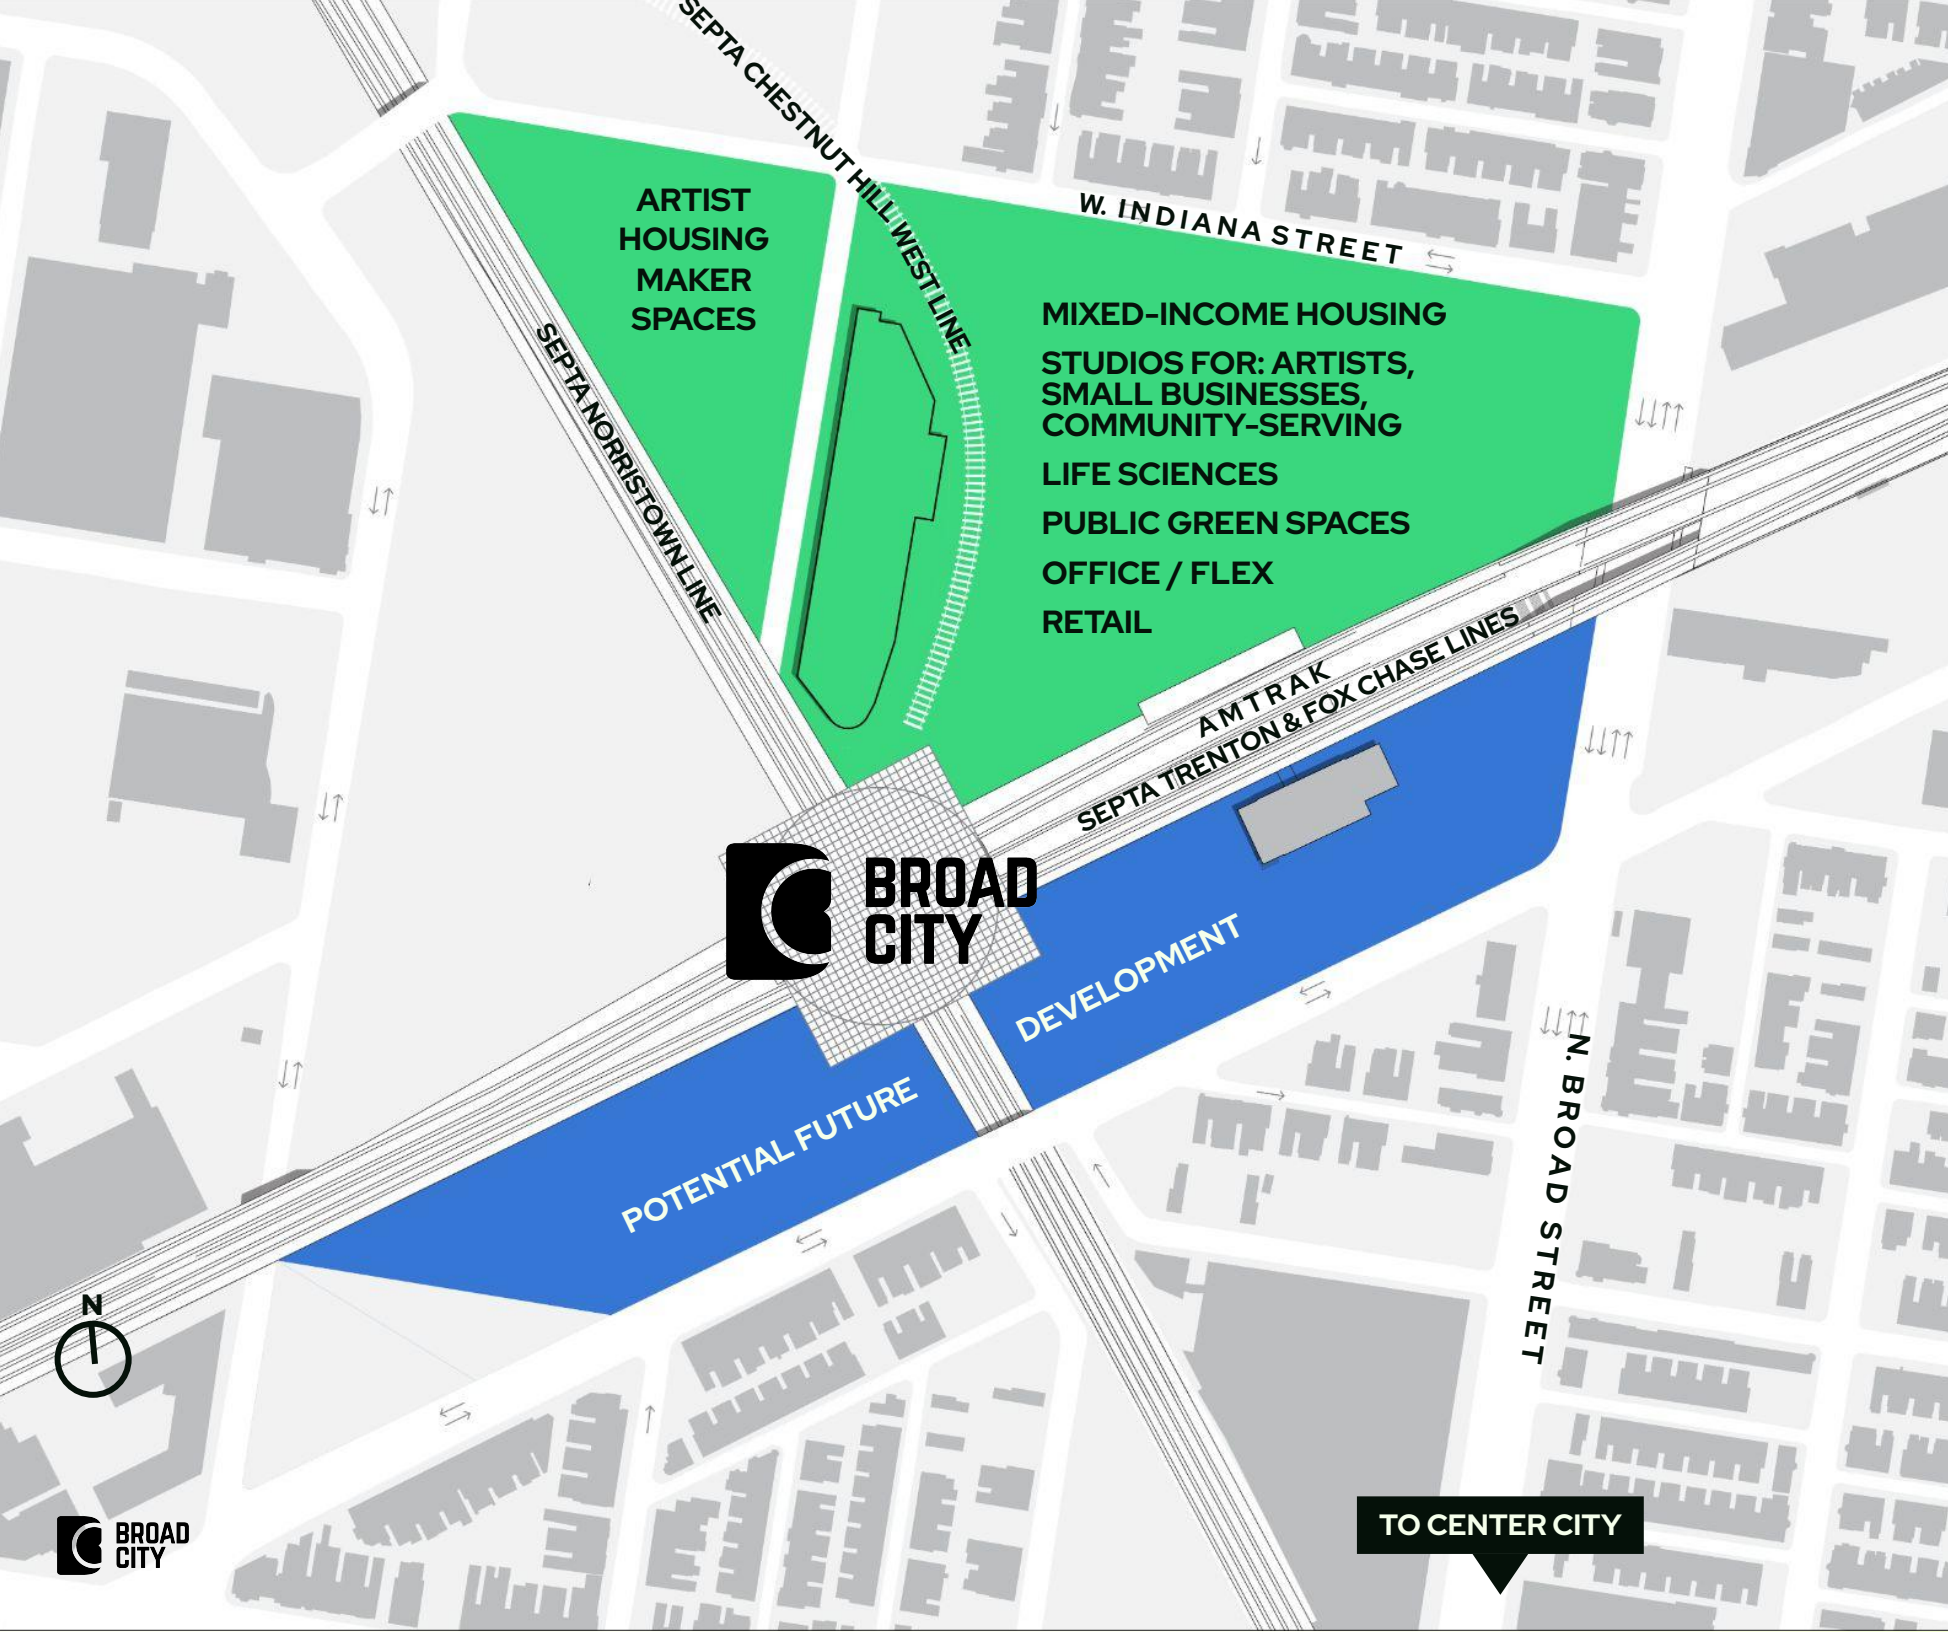 SEPTA CHESTNUT HILL WEST LINE
ARTIST
HOUSING
MAKER
SPACES
W. INDIANA STREET
MIXED-INCOME HOUSING
STUDIOS FOR: ARTISTS,
SMALL BUSINESSES,
COMMUNITY-SERVING
LIFE SCIENCES
PUBLIC GREEN SPACES
OFFICE / FLEX
RETAIL
SEPTA NORRISTOWN LINE
AMTRAK
SEPTA TRENTON & FOX CHASE LINES
BROAD
CITY
POTENTIAL FUTURE DEVELOPMENT
N. BROAD STREET
N
BROAD
CITY
TO CENTER CITY